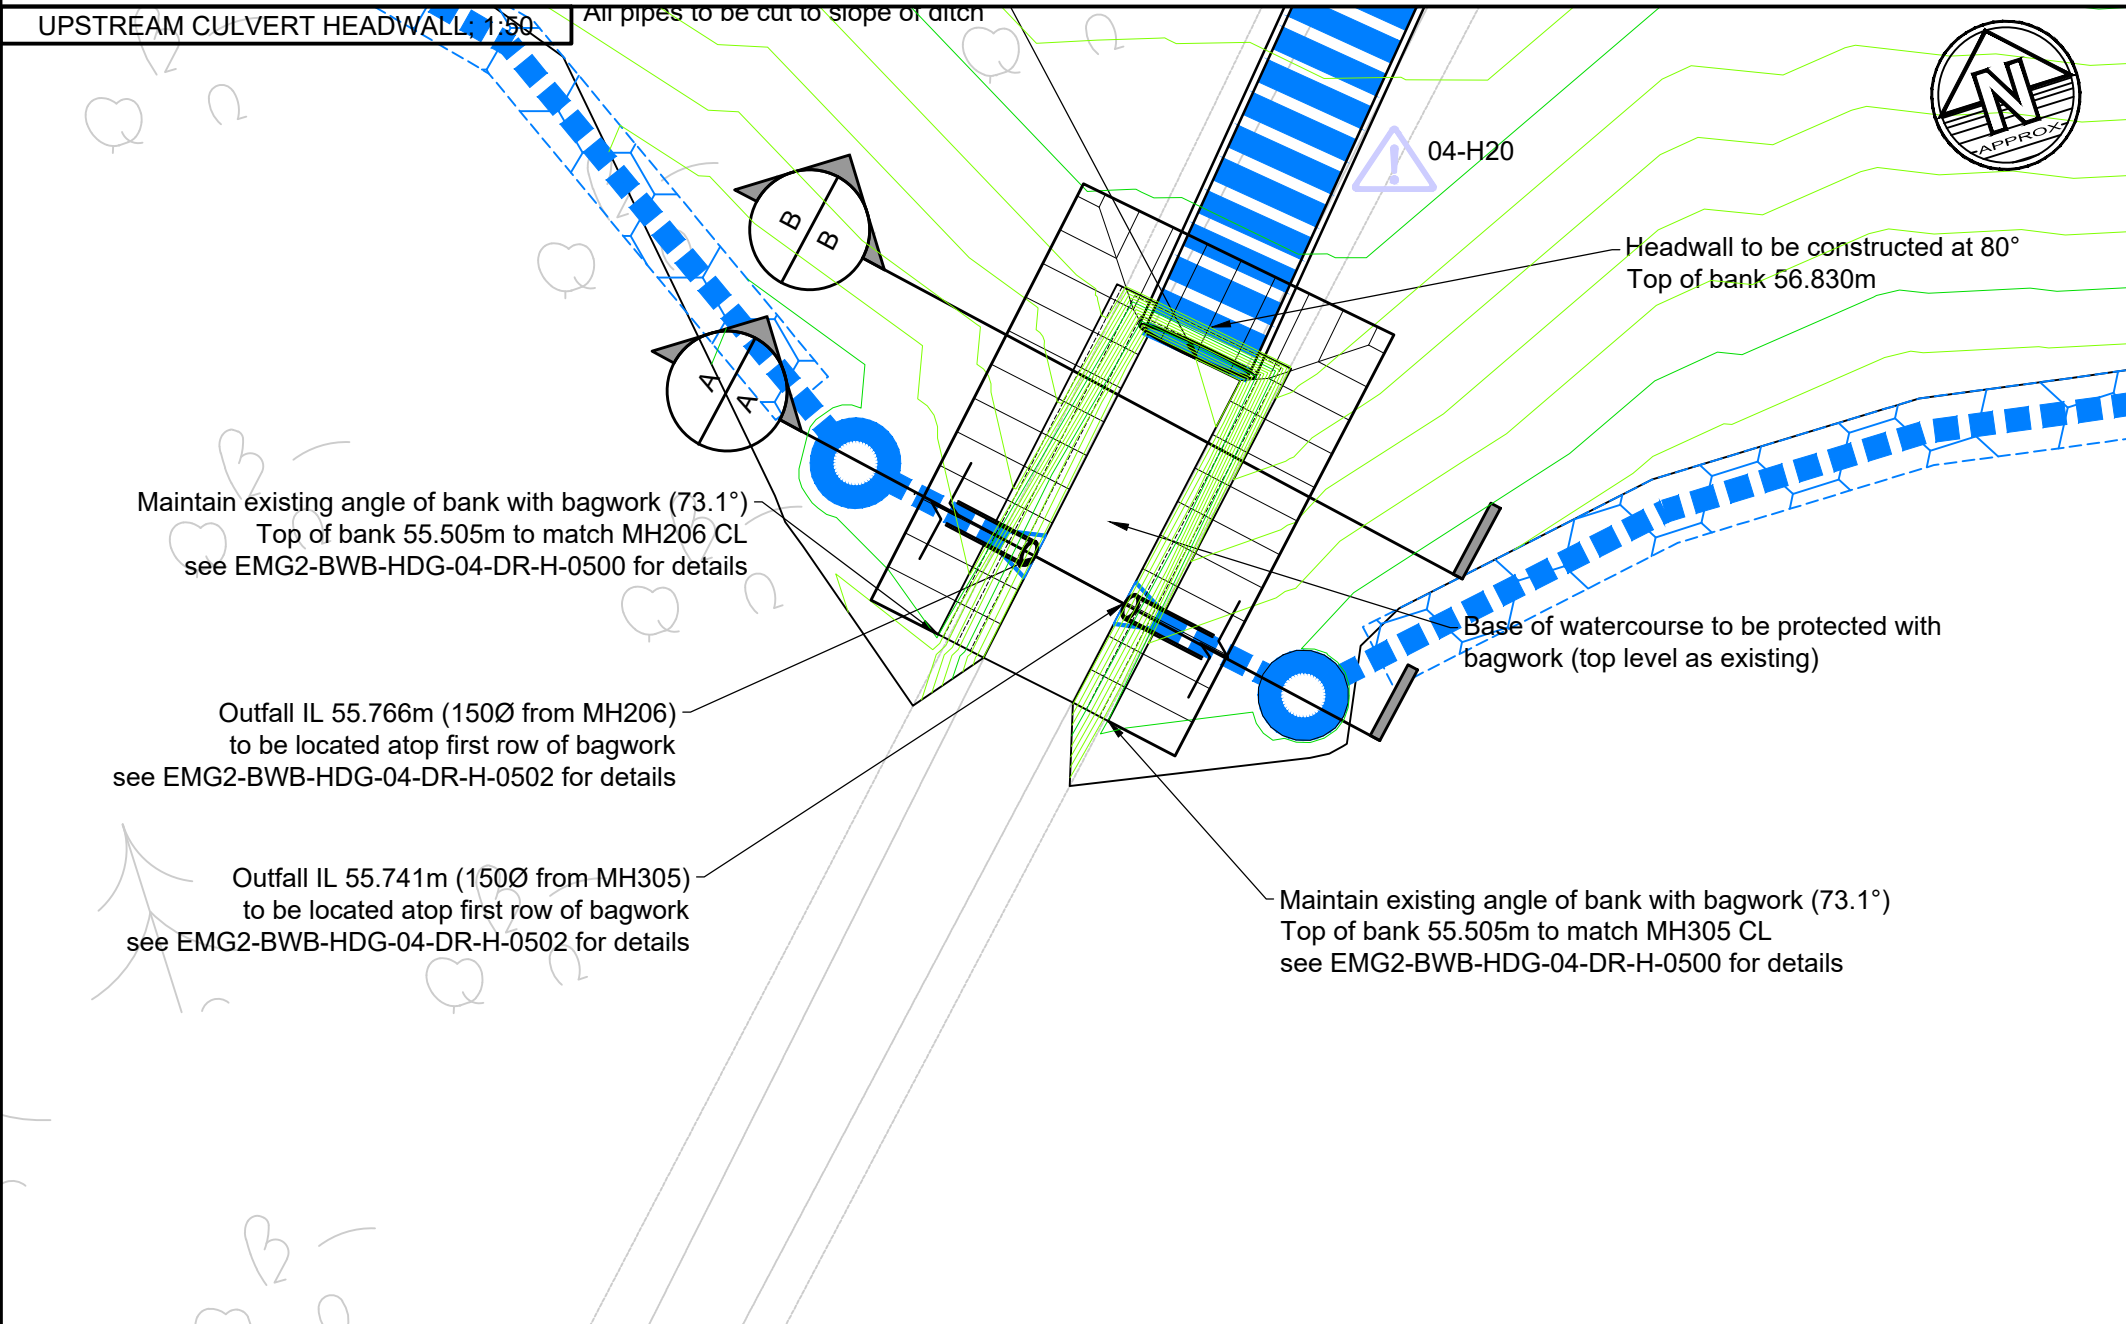 UPSTREAM CULVERT HEADWALL; 1:50
All pipes to be cut to slope of ditch
N
APPROX
04-H20
B
B
Headwall to be constructed at 80°
Top of bank 56.830m
A
A
Maintain existing angle of bank with bagwork (73.1°)
Top of bank 55.505m to match MH206 CL
see EMG2-BWB-HDG-04-DR-H-0500 for details
Base of watercourse to be protected with
bagwork (top level as existing)
Outfall IL 55.766m (150Ø from MH206)
to be located atop first row of bagwork
see EMG2-BWB-HDG-04-DR-H-0502 for details
Outfall IL 55.741m (150Ø from MH305)
to be located atop first row of bagwork
see EMG2-BWB-HDG-04-DR-H-0502 for details
Maintain existing angle of bank with bagwork (73.1°)
Top of bank 55.505m to match MH305 CL
see EMG2-BWB-HDG-04-DR-H-0500 for details